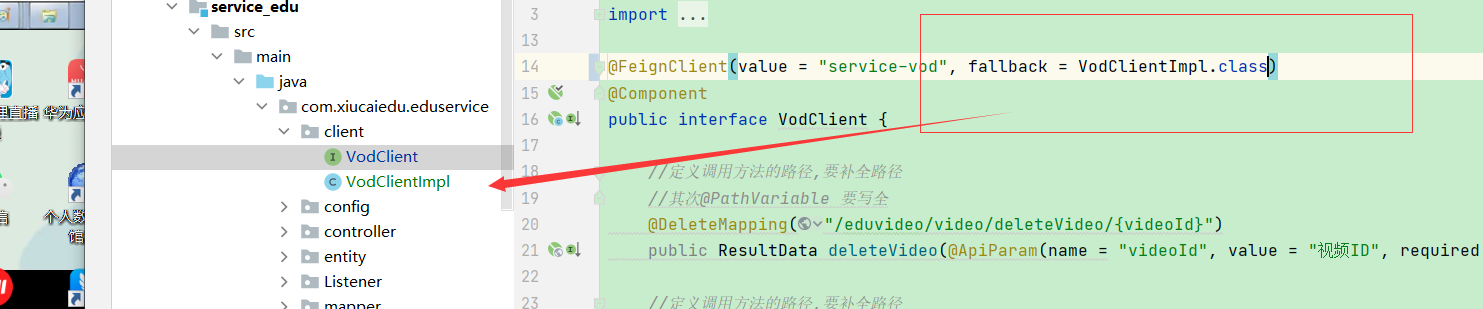 service_edu
src
main
java
com.xiucaiedu.eduservice
client
VodClient
VodClientImpl
config
controller
entity
Listener
mapper
3 import ...
13
14 @FeignClient(value = "service-vod", fallback = VodClientImpl.class)
15 @Component
16 public interface VodClient {
17
18 //定义调用方法的路径,要补全路径
19 //其次@PathVariable 要写全
20 @DeleteMapping("/eduvideo/video/deleteVideo/{videoId}")
21 public ResultData deleteVideo(@ApiParam(name = "videoId", value = "视频ID", required
22
23 //定义调用方法的路径,要补全路径
理直播
华为应
信
个人数
馆